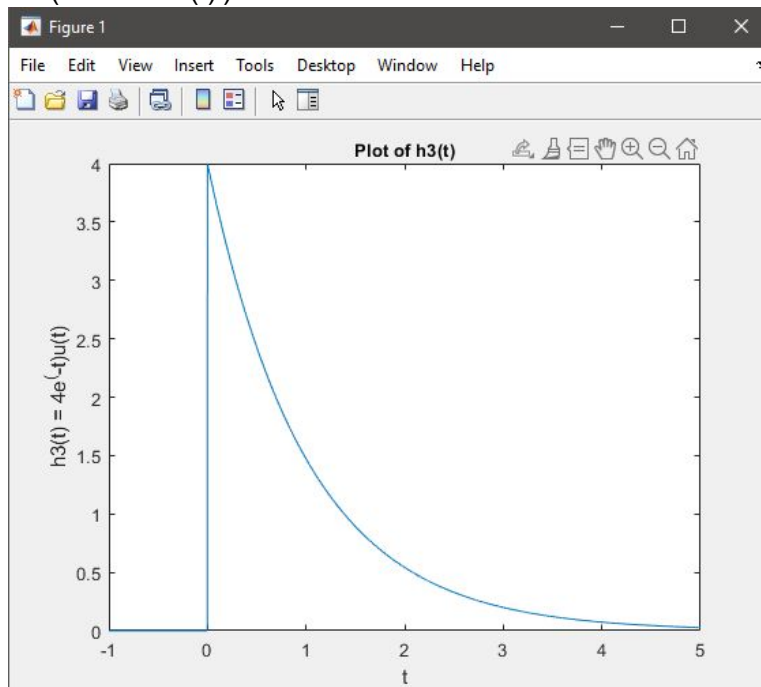 Figure 1
File Edit View Insert Tools Desktop Window Help
Plot of h3(t)
4
3.5
3
2.5
2
1.5
1
0.5
0
h3(t) = 4e(-t)u(t)
-1 0 1 2 3 4 5
t